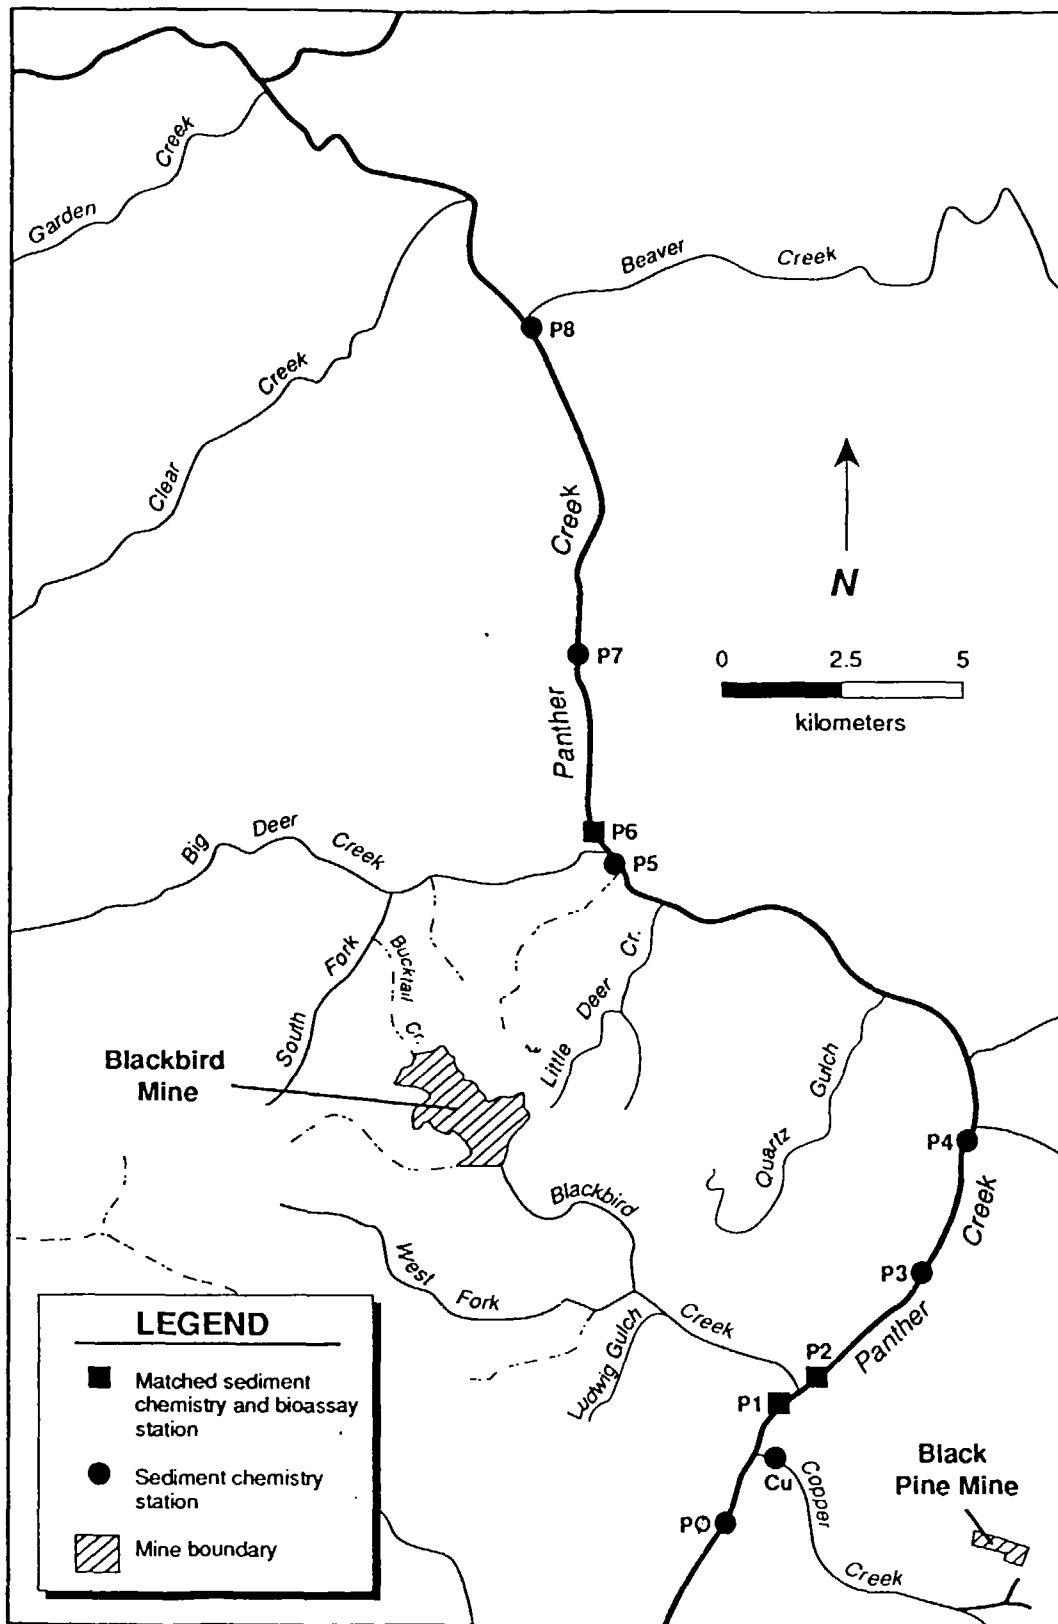 Garden Creek
Beaver Creek
P8
Clear Creek
Panther Creek
N
P7
0 2.5 5
kilometers
P6
P5
Big Deer Creek
South Fork
Bucktail Cr.
Little Deer Cr.
Blackbird
Mine
Quartz Gulch
P4
Panther Creek
P3
Blackbird Creek
West Fork
Ludwig Gulch
P2
P1
Cu
PO
Copper Creek
Black
Pine Mine
LEGEND
Matched sediment
chemistry and bioassay
station
Sediment chemistry
station
Mine boundary